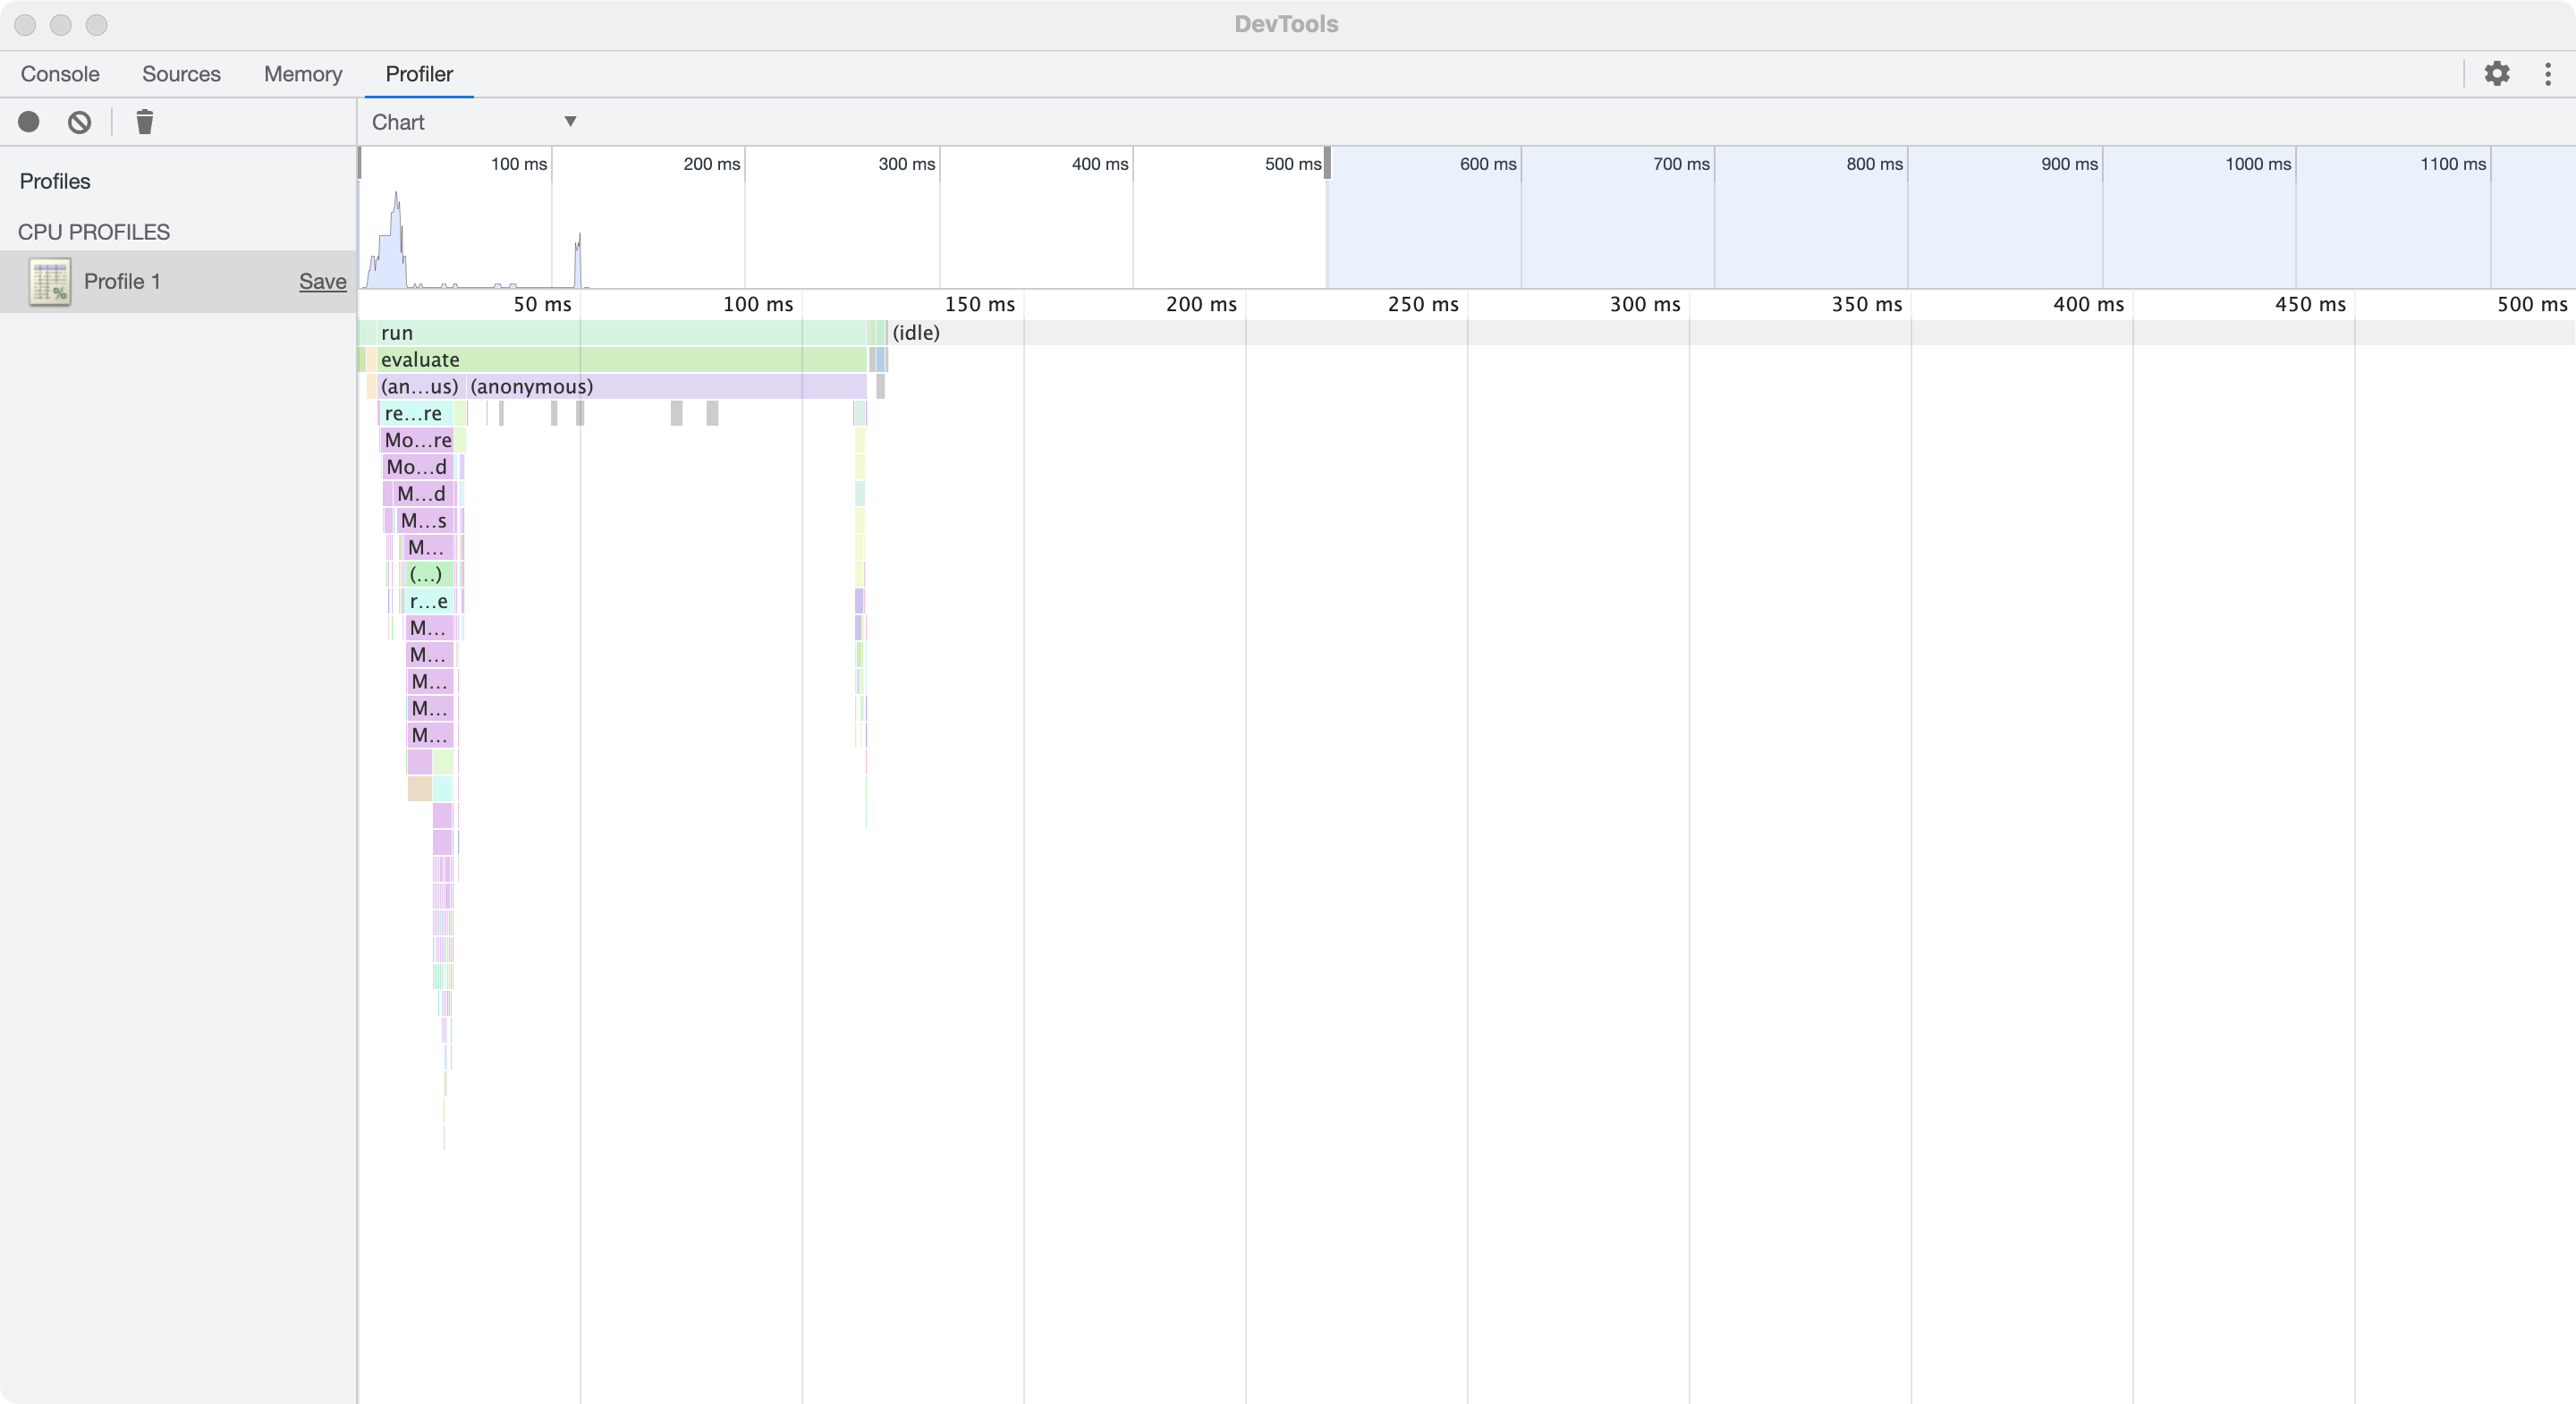 DevTools
Console Sources Memory Profiler
Chart ▼
Profiles
CPU PROFILES
Profile 1 Save
100 ms 200 ms 300 ms 400 ms 500 ms 600 ms 700 ms 800 ms 900 ms 1000 ms 1100 ms
50 ms 100 ms 150 ms 200 ms 250 ms 300 ms 350 ms 400 ms 450 ms 500 ms
run (idle)
evaluate
(an...us) (anonymous)
re...re
Mo...re
Mo...d
M...d
M...s
M...
(...)
r...e
M...
M...
M...
M...
M...